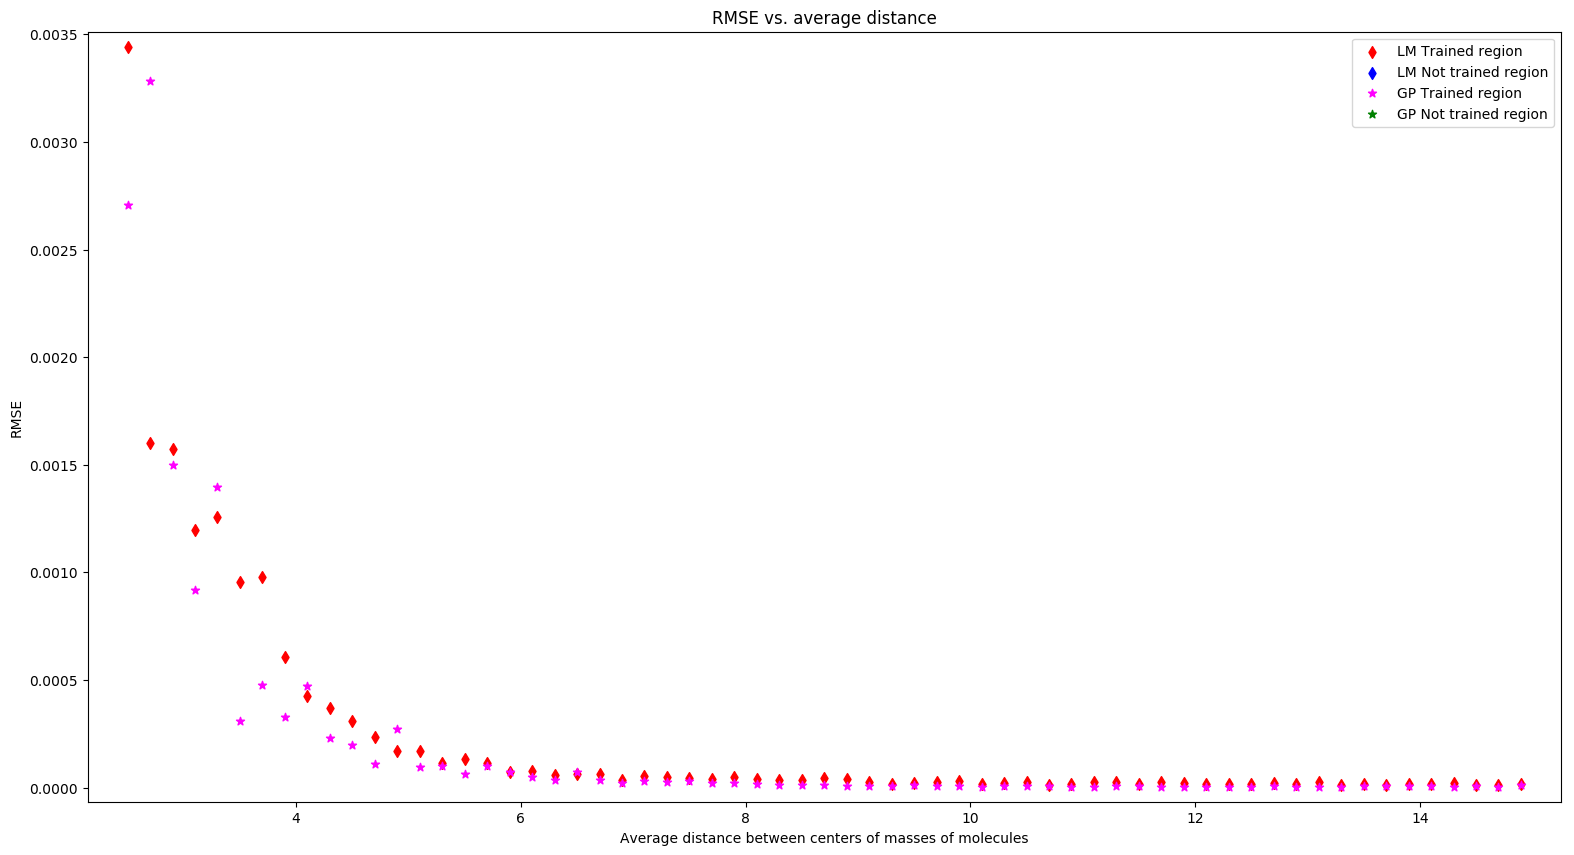 RMSE vs. average distance
0.0035
0.0030
0.0025
0.0020
0.0015
0.0010
0.0005
0.0000
RMSE
LM Trained region
LM Not trained region
GP Trained region
GP Not trained region
4
6
8
10
12
14
Average distance between centers of masses of molecules